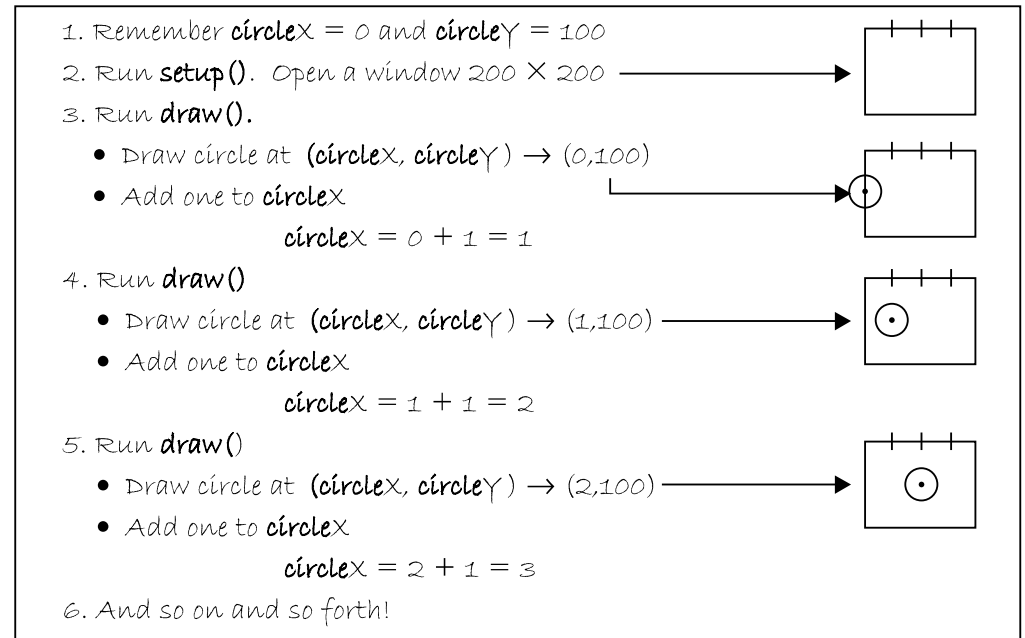 1. Remember circleX = 0 and circleY = 100
2. Run setup(). Open a window 200 × 200
3. Run draw().
• Draw circle at (circleX, circleY) → (0,100)
• Add one to circleX
circleX = 0 + 1 = 1
4. Run draw()
• Draw circle at (circleX, circleY) → (1,100)
• Add one to circleX
circleX = 1 + 1 = 2
5. Run draw()
• Draw circle at (circleX, circleY) → (2,100)
• Add one to circleX
circleX = 2 + 1 = 3
6. And so on and so forth!